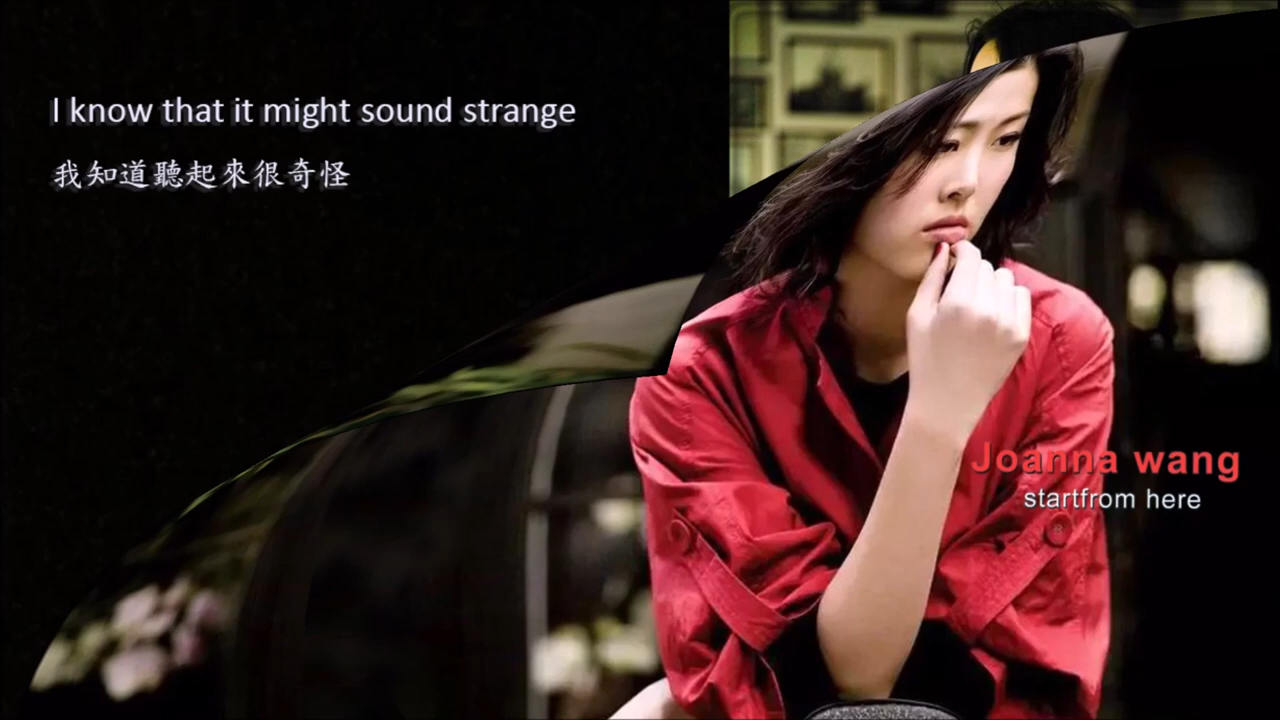 I know that it might sound strange
我知道聽起來很奇怪
Joanna wang
startfrom here